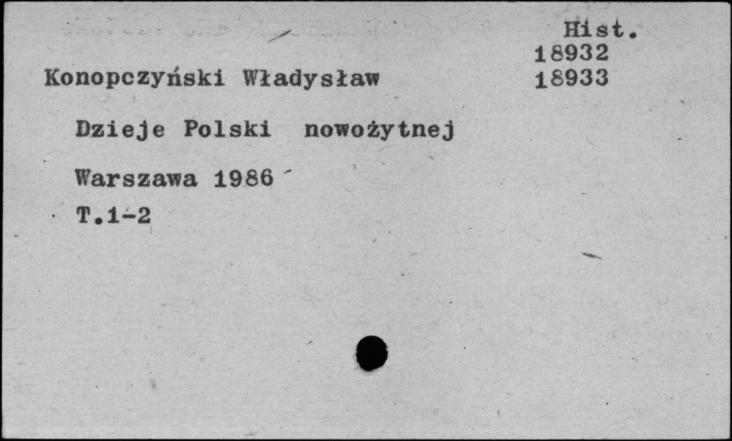 Hist.
18932
Konopczyński Władysław 18933
Dzieje Polski nowożytnej
Warszawa 1986
T.1-2